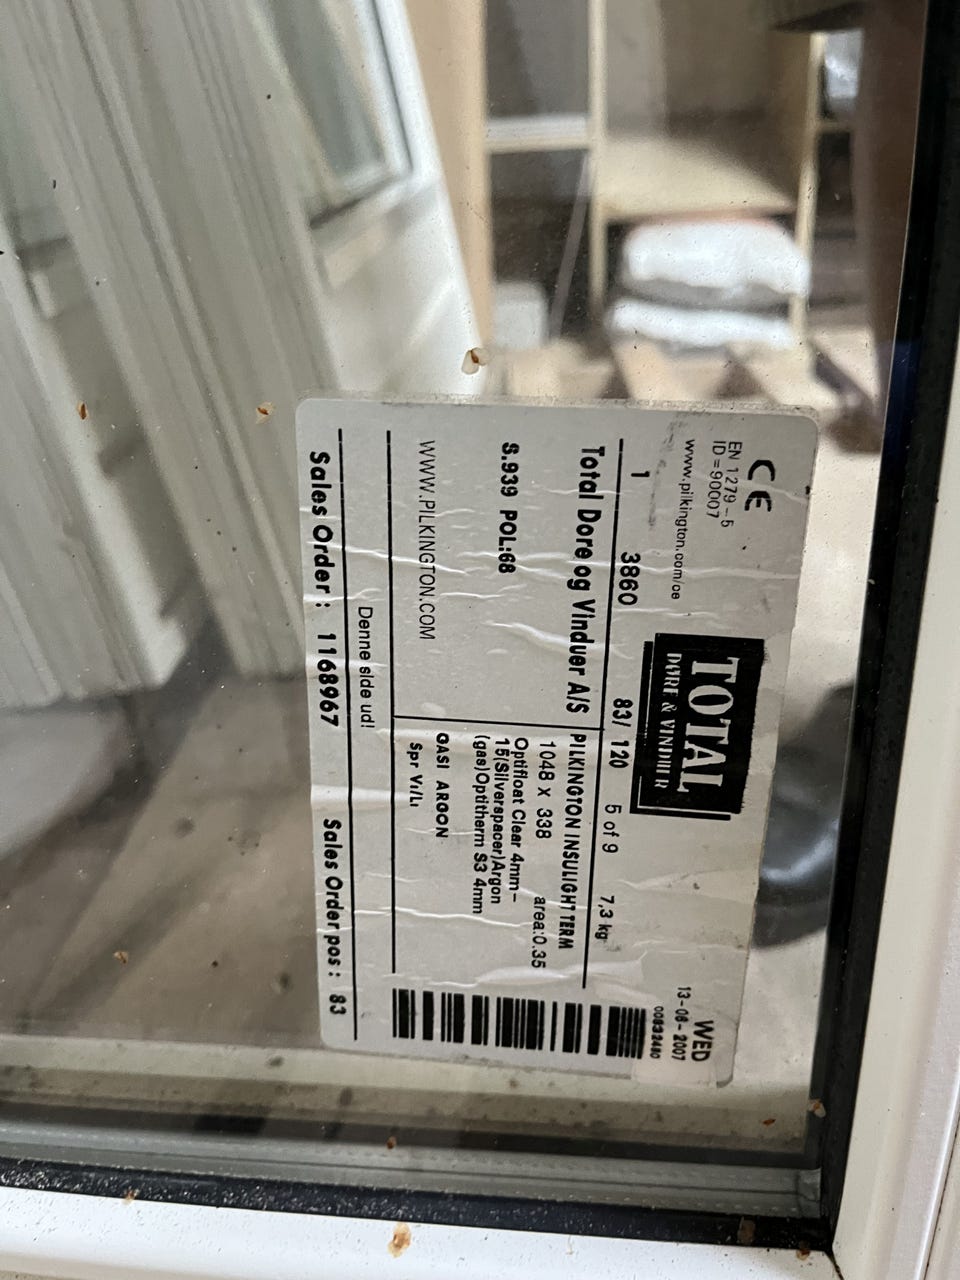 CE
EN 1279-5
ID=90007
www.pilkington.com/ce
TOTAL
DØRE & VINDUER
WED
13-06-2007
00832480
1 3860 83/ 120 5 of 9 7,3 kg
Total Dore og Vinduer A/S
PILKINGTON INSULIGHT TERM
1048 X 338 area:0.35
S.939 POL:68
Optifloat Clear 4mm-
15(Silverspacer)Argon
(gas)Optitherm S3 4mm
GAS: ARGON
WWW.PILKINGTON.COM
Spr Vi/Li
Denne side ud!
Sales Order: 1168967 Sales Order pos: 83